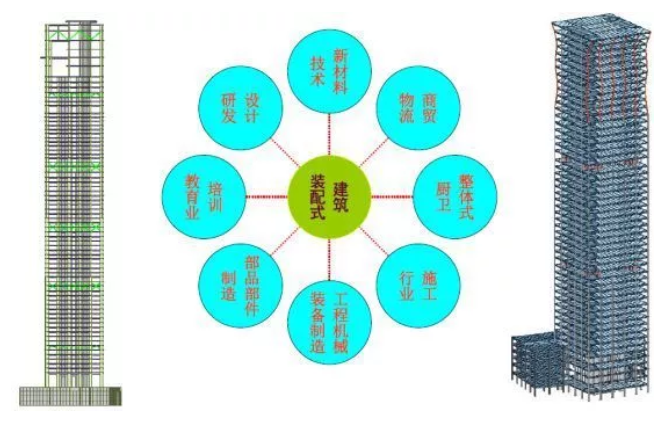 新材料
技术
设计
研发
商贸
物流
培训
教育业
装配式
建筑
整体式
厨卫
部品部件
制造
施工
行业
工程机械
装备制造